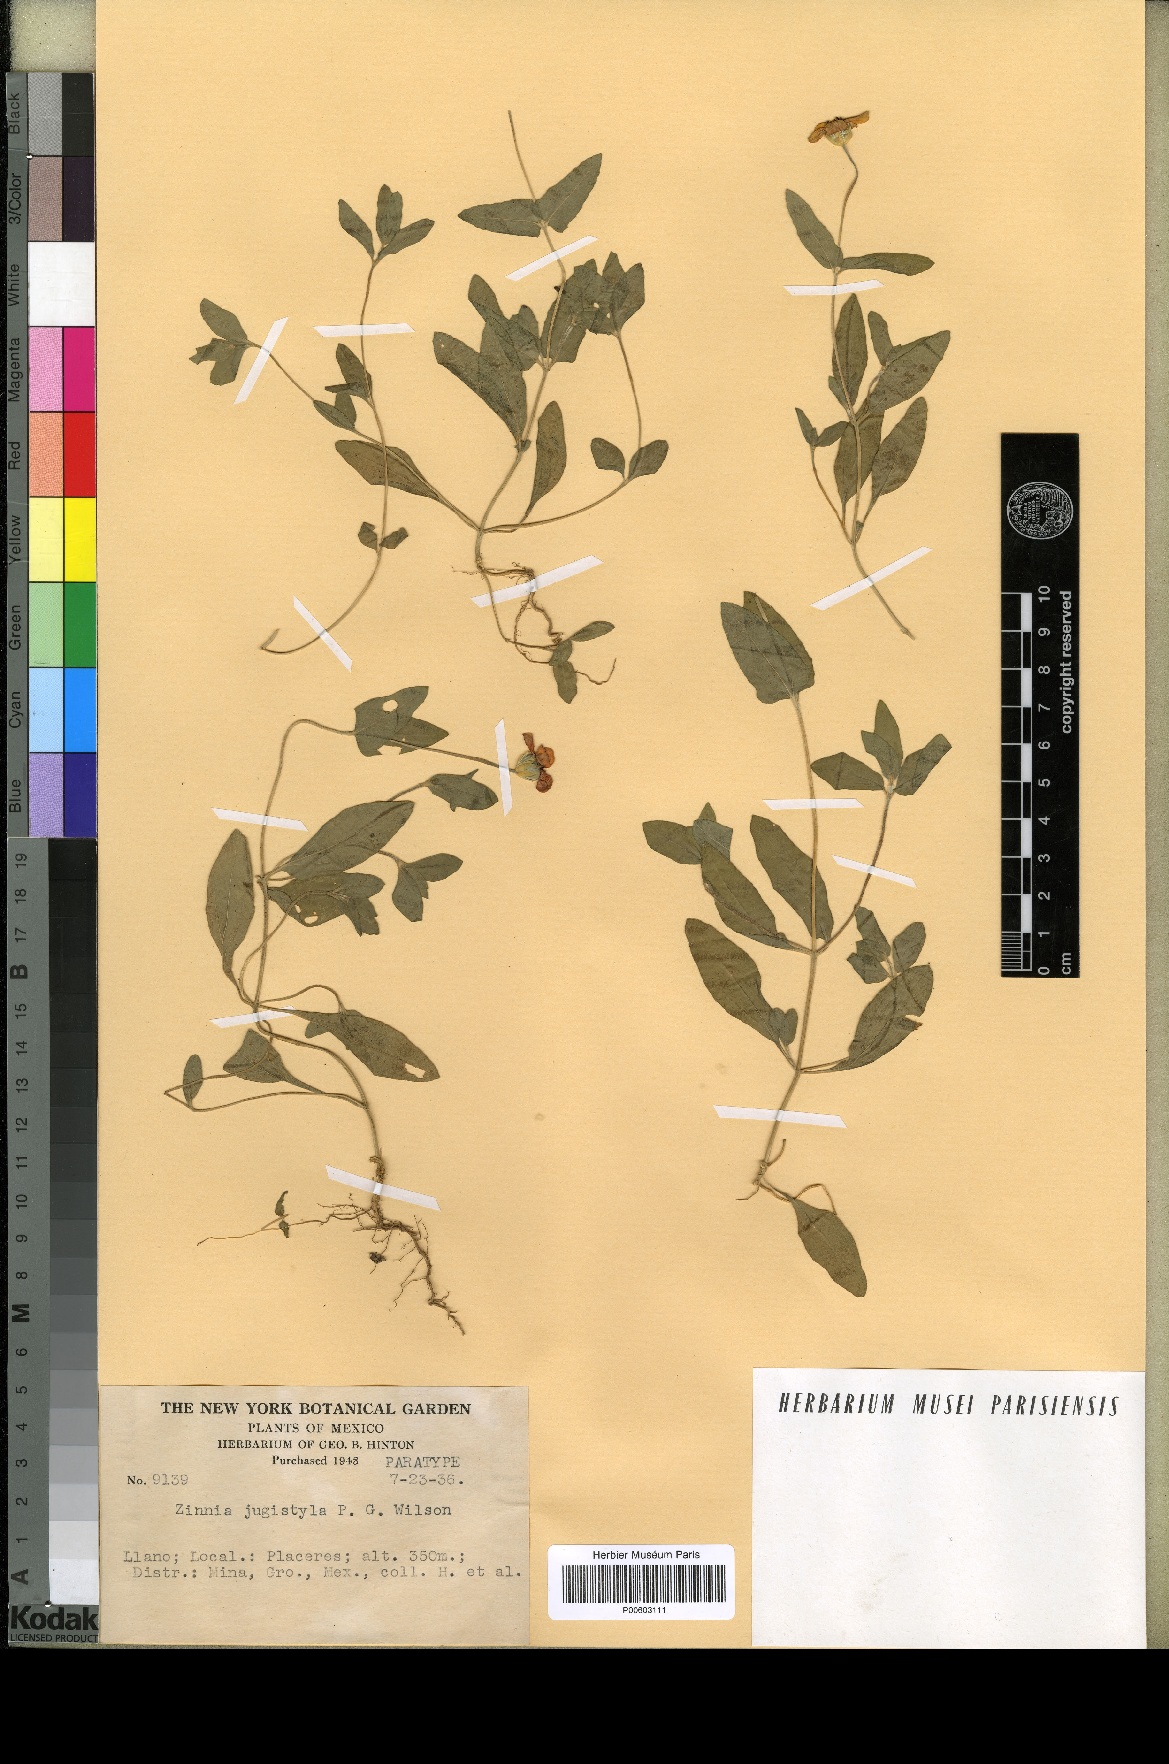 Black
3/Color
White
Magenta
Red
Yellow
Green
Cyan
Blue
19
18
17
B
15
14
13
12
11
10
9
8
M
6
5
4
3
2
1
A
Kodak
LICENSED PRODUCT
10
9
8
7
6
5
4
3
2
1
0
cm
copyright reserved
THE NEW YORK BOTANICAL GARDEN
PLANTS OF MEXICO
HERBARIUM OF GEO. B. HINTON
Purchased 1948 PARATYPE
No. 9139 7-23-36.
Zinnia jugistyla P. G. Wilson
Llano; Local.: Placeres; alt. 350m.;
Distr.: Mina, Gro., Mex., coll. H. et al.
Herbier Muséum Paris
P00603111
HERBARIUM MUSEI PARISIENSIS